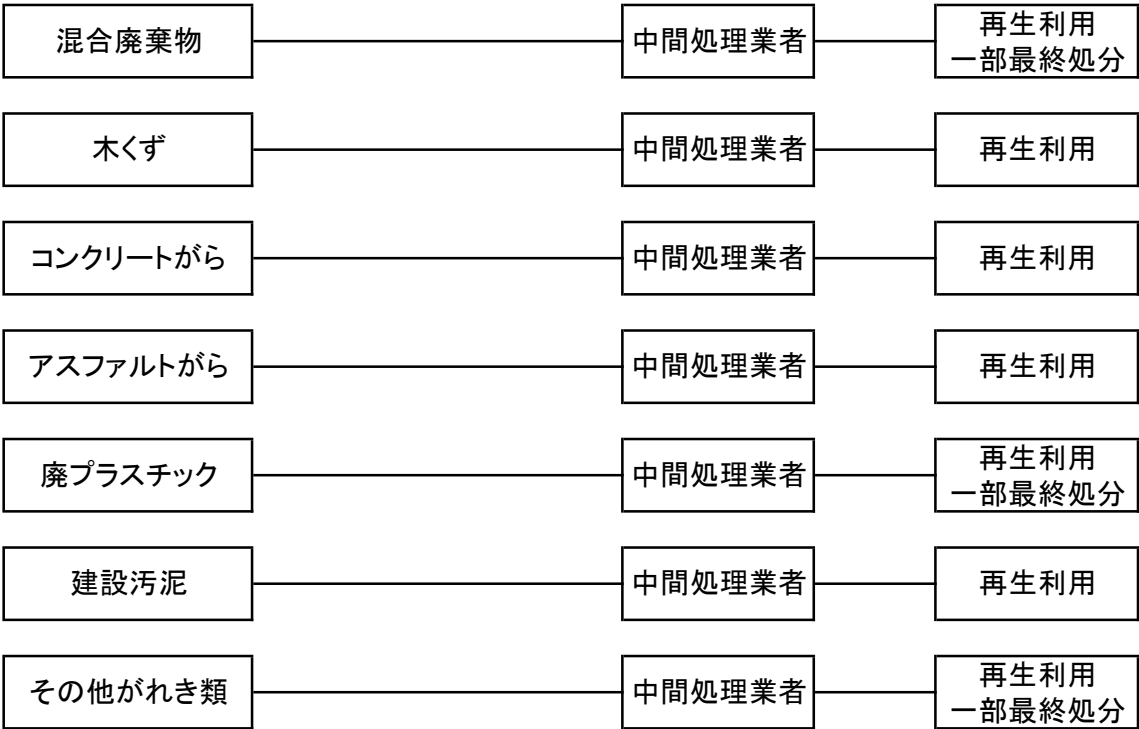 混合廃棄物
中間処理業者
再生利用
一部最終処分
木くず
中間処理業者
再生利用
コンクリートがら
中間処理業者
再生利用
アスファルトがら
中間処理業者
再生利用
廃プラスチック
中間処理業者
再生利用
一部最終処分
建設汚泥
中間処理業者
再生利用
その他がれき類
中間処理業者
再生利用
一部最終処分